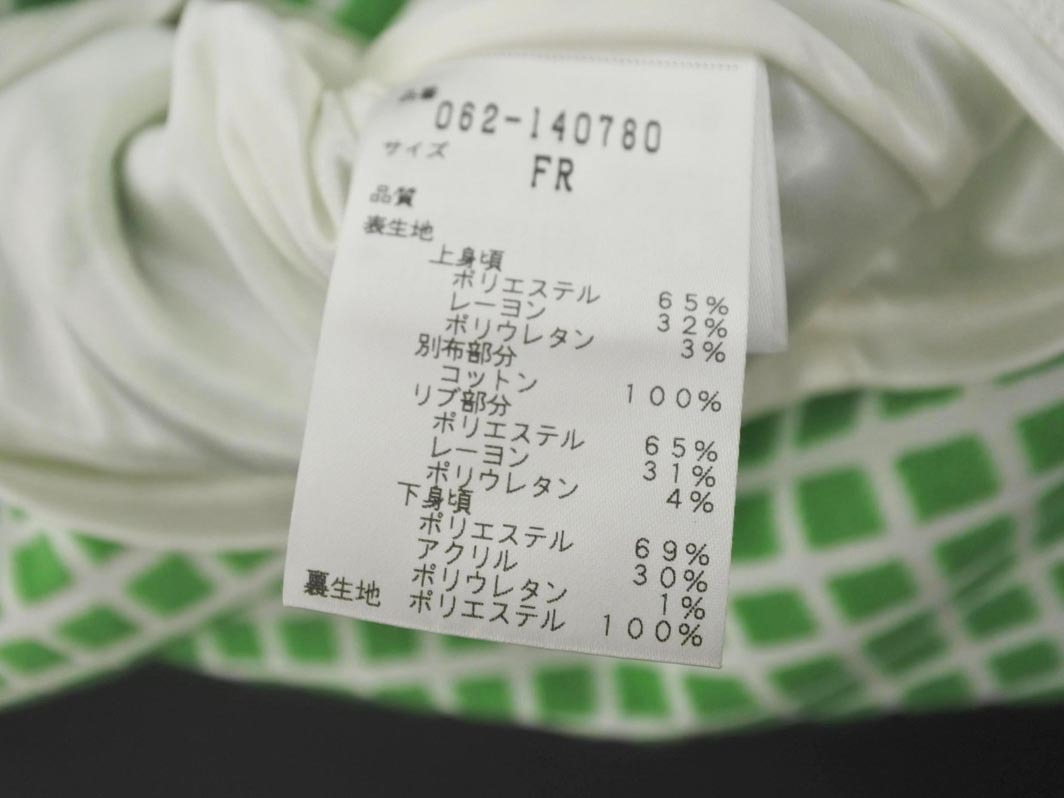 品番 062-140780
サイズ FR
品質
表生地
上身頃
ポリエステル 65%
レーヨン 32%
ポリウレタン 3%
別布部分
コットン 100%
リブ部分
ポリエステル 65%
レーヨン 31%
ポリウレタン 4%
下身頃
ポリエステル 69%
アクリル 30%
ポリウレタン 1%
裏生地 ポリエステル 100%